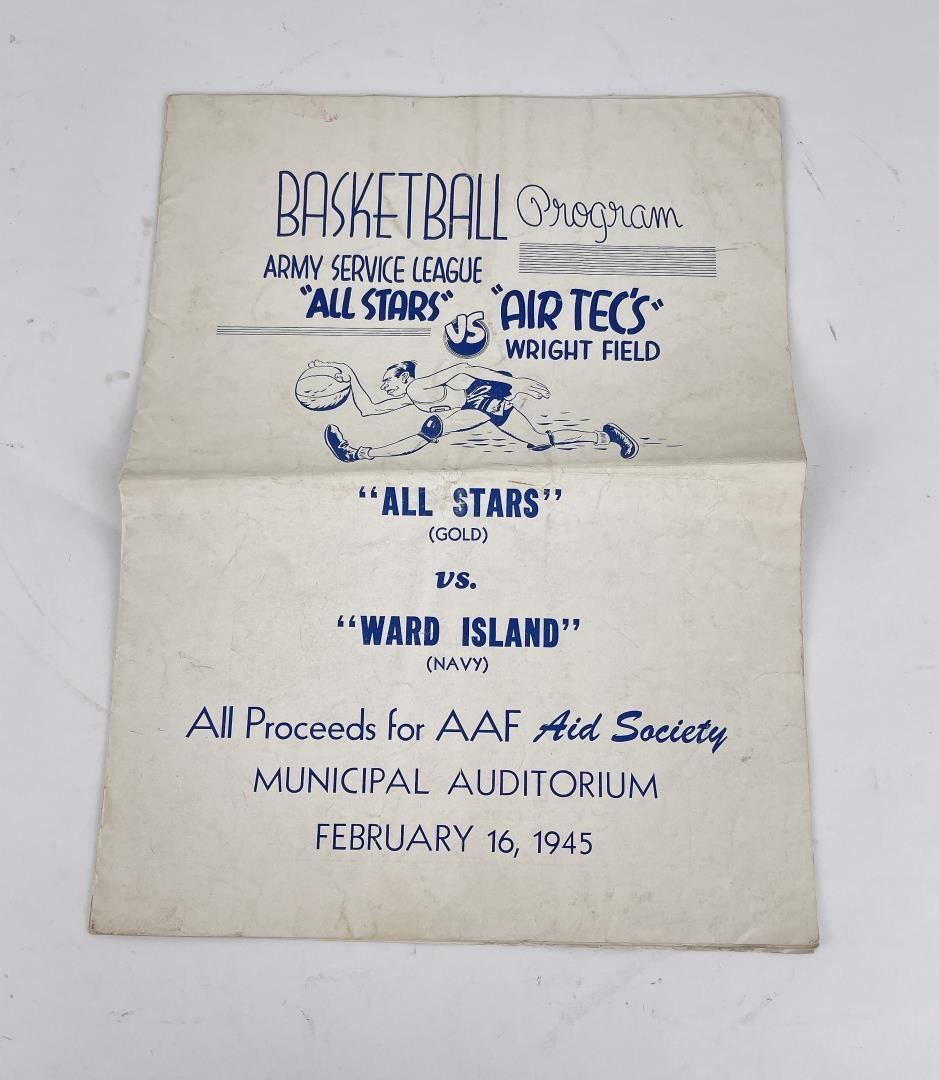 BASKETBALL Program
ARMY SERVICE LEAGUE
"ALL STARS" VS "AIR TEC'S"
WRIGHT FIELD
"ALL STARS"
(GOLD)
vs.
"WARD ISLAND"
(NAVY)
All Proceeds for AAF Aid Society
MUNICIPAL AUDITORIUM
FEBRUARY 16, 1945